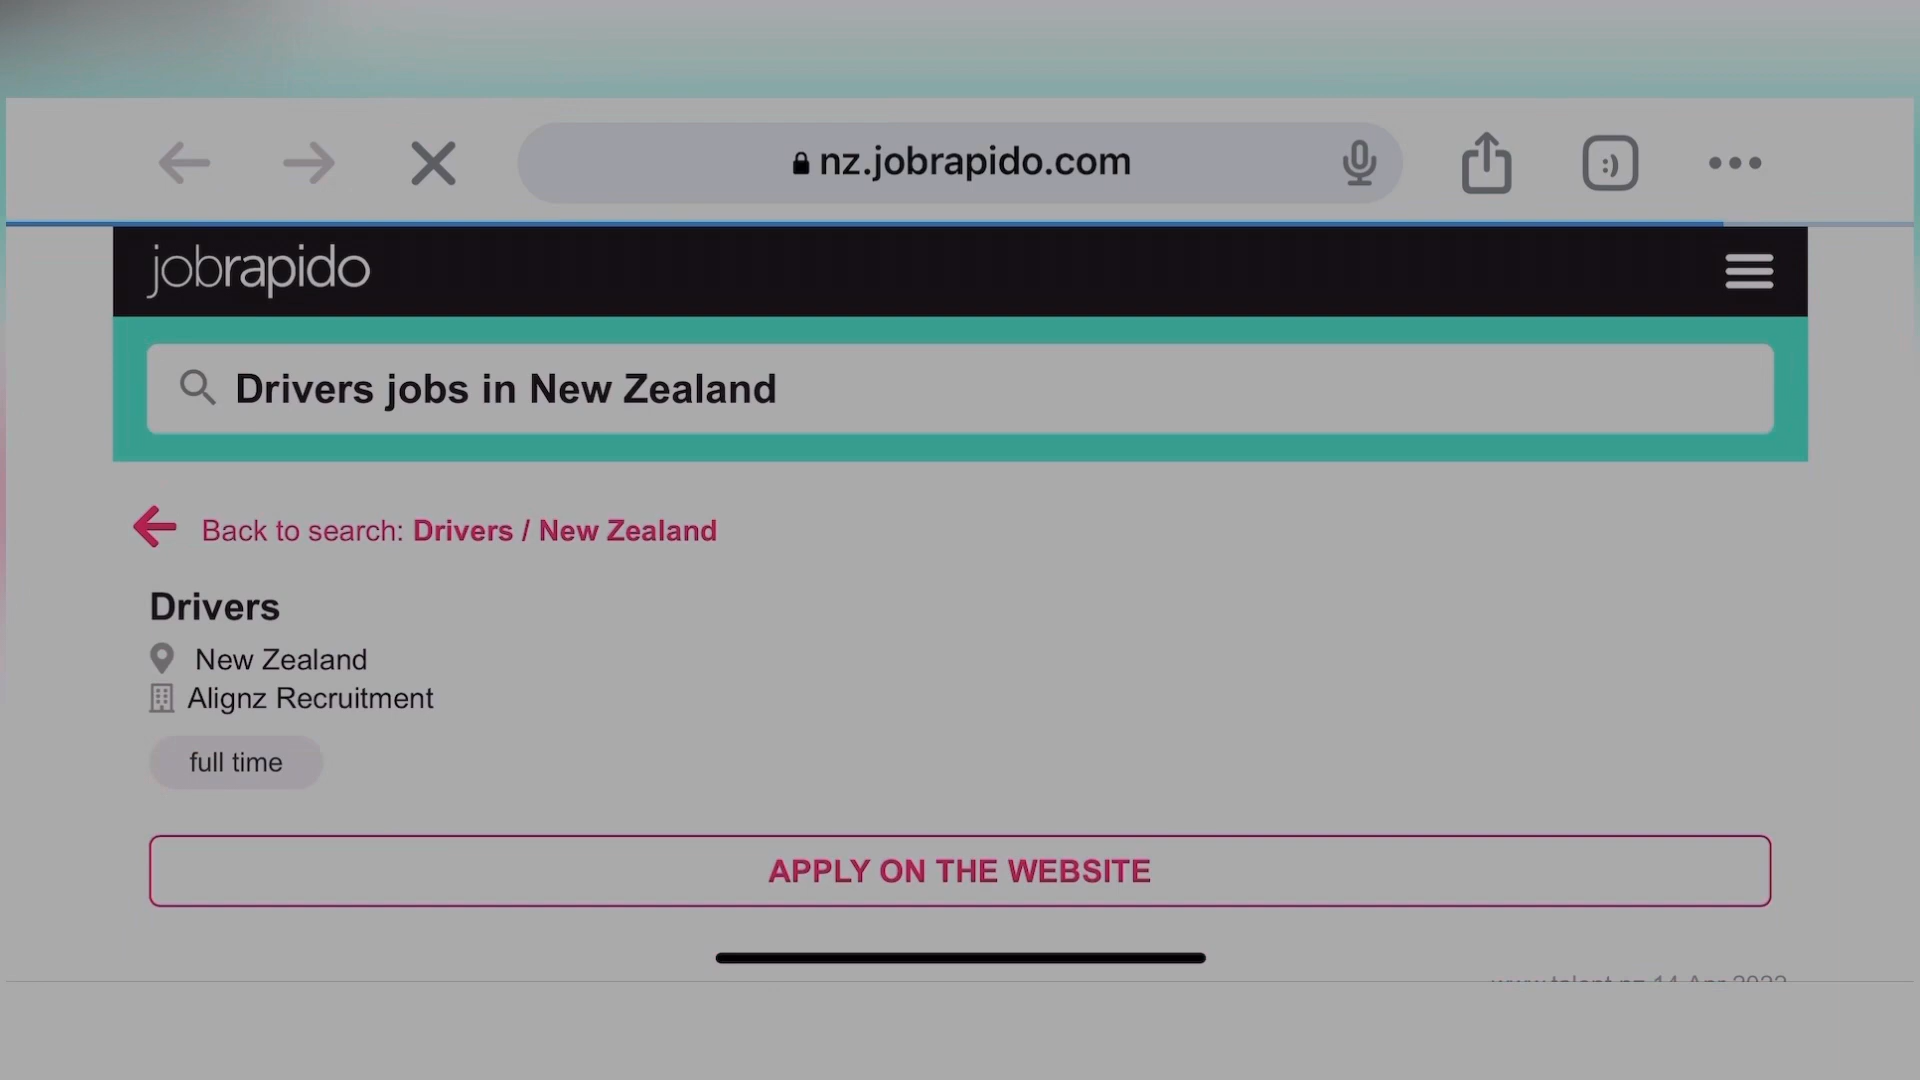 nz.jobrapido.com
:)
jobrapido
Drivers jobs in New Zealand
Back to search: Drivers / New Zealand
Drivers
New Zealand
Alignz Recruitment
full time
APPLY ON THE WEBSITE